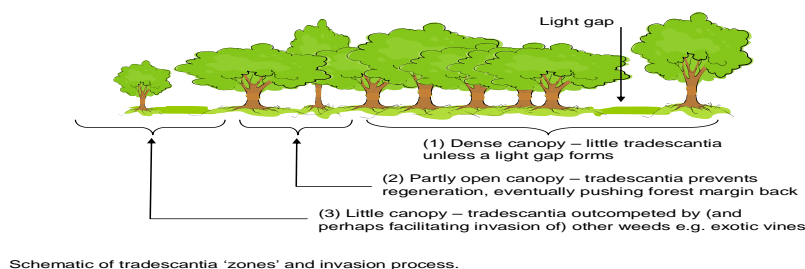 Light gap
(1) Dense canopy – little tradescantia
unless a light gap forms
(2) Partly open canopy – tradescantia prevents
regeneration, eventually pushing forest margin back
(3) Little canopy – tradescantia outcompeted by (and
perhaps facilitating invasion of) other weeds e.g. exotic vines
Schematic of tradescantia ‘zones’ and invasion process.